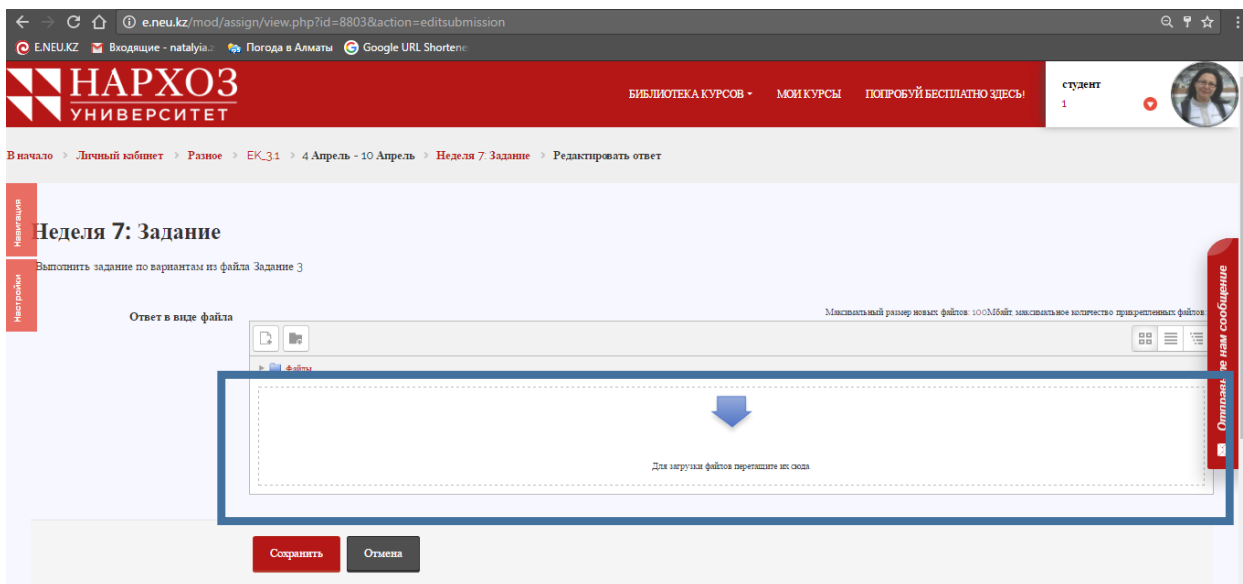 e.neu.kz/mod/assign/view.php?id=8803&action=editsubmission
E.NEU.KZ Входящие - natalyia.z Погода в Алматы Google URL Shortene
НАРХОЗ
УНИВЕРСИТЕТ
БИБЛИОТЕКА КУРСОВ МОИ КУРСЫ ПОПРОБУЙ БЕСПЛАТНО ЗДЕСЬ!
студент
1
В начало > Личный кабинет > Разное > EK_3.1 > 4 Апрель - 10 Апрель > Неделя 7: Задание > Редактировать ответ
Навигация
Настройки
Неделя 7: Задание
Выполнить задание по вариантам из файла Задание 3
Ответ в виде файла
Максимальный размер новых файлов: 100Мбайт, максимальное количество прикрепленных файлов:
Файлы
Для загрузки файлов перетащите их сюда
Отправьте нам сообщение
Сохранить
Отмена